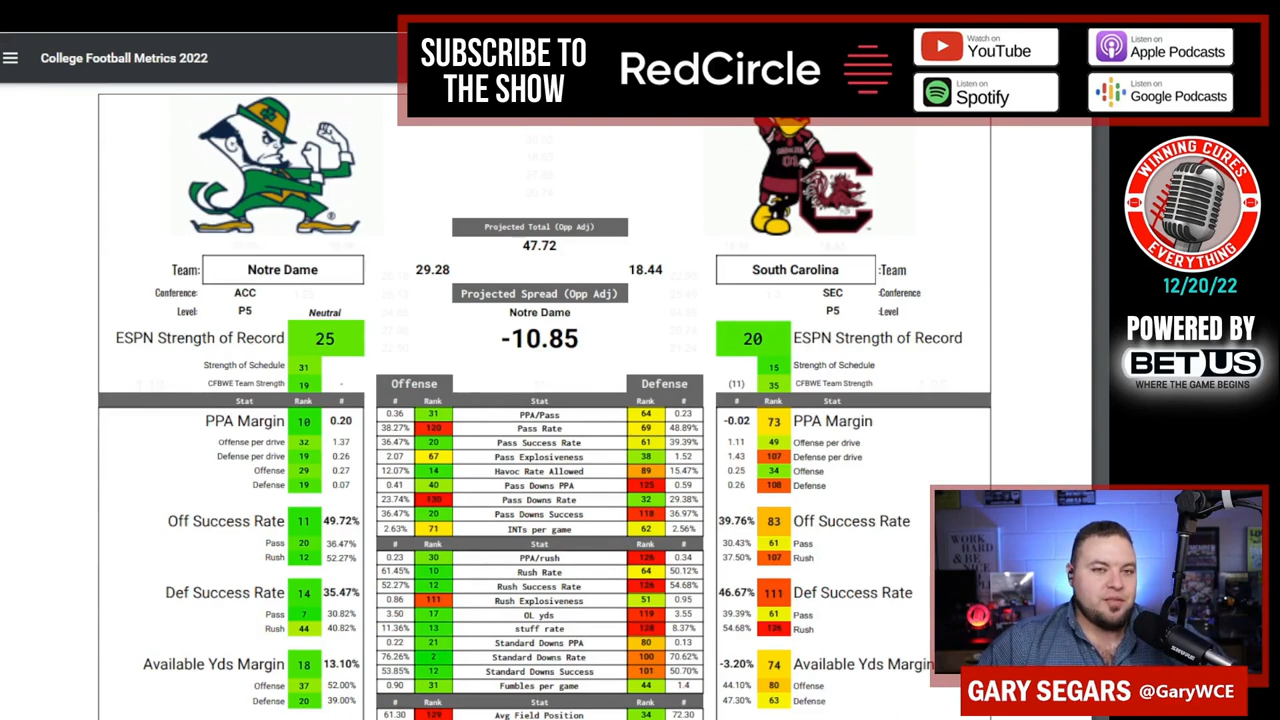 SUBSCRIBE TO
THE SHOW
RedCircle
Watch on
YouTube
Listen on
Apple Podcasts
Listen on
Spotify
Listen on
Google Podcasts
College Football Metrics 2022
WINNING CURES
EVERYTHING
12/20/22
POWERED BY
BETUS
WHERE THE GAME BEGINS
Projected Total (Opp Adj)
47.72
Team: Notre Dame 29.28 18.44 South Carolina :Team
Conference: ACC Projected Spread (Opp Adj) SEC :Conference
Level: P5 Neutral Notre Dame P5 :Level
ESPN Strength of Record 25 -10.85 20 ESPN Strength of Record
Strength of Schedule 31 15 Strength of Schedule
CFBWE Team Strength 19 - Offense Defense (11) 35 CFBWE Team Strength
Stat Rank # # Rank Stat Rank # # Rank Stat
PPA Margin 10 0.20 -0.02 73 PPA Margin
Offense per drive 32 1.37 1.11 49 Offense per drive
Defense per drive 19 0.26 1.43 107 Defense per drive
Offense 29 0.27 0.25 34 Offense
Defense 19 0.07 0.26 108 Defense
Off Success Rate 11 49.72% 39.76% 83 Off Success Rate
Pass 20 36.47% 30.43% 61 Pass
Rush 12 52.27% 37.50% 107 Rush
Def Success Rate 14 35.47% 46.67% 111 Def Success Rate
Pass 7 30.82% 39.39% 61 Pass
Rush 44 40.82% 54.68% 126 Rush
Available Yds Margin 18 13.10% -3.20% 74 Available Yds Margin
Offense 37 52.00% 44.10% 80 Offense
Defense 20 39.00% 47.30% 63 Defense
0.36 31 PPA/Pass 64 0.23
38.27% 120 Pass Rate 69 48.89%
36.47% 20 Pass Success Rate 61 39.39%
2.07 67 Pass Explosiveness 38 1.52
12.07% 14 Havoc Rate Allowed 89 15.47%
0.41 40 Pass Downs PPA 125 0.59
23.74% 130 Pass Downs Rate 32 29.38%
36.47% 20 Pass Downs Success 118 36.97%
2.63% 71 INTs per game 62 2.56%
# Rank Stat Rank #
0.23 30 PPA/rush 126 0.34
61.45% 10 Rush Rate 64 50.12%
52.27% 12 Rush Success Rate 126 54.68%
0.86 111 Rush Explosiveness 51 0.95
3.50 17 OL yds 119 3.55
11.36% 13 stuff rate 128 8.37%
0.22 21 Standard Downs PPA 80 0.13
76.26% 2 Standard Downs Rate 100 70.62%
53.85% 12 Standard Downs Success 101 50.70%
0.90 31 Fumbles per game 44 1.4
# Rank Stat Rank #
61.30 129 Avg Field Position 34 72.30
GARY SEGARS @GaryWCE